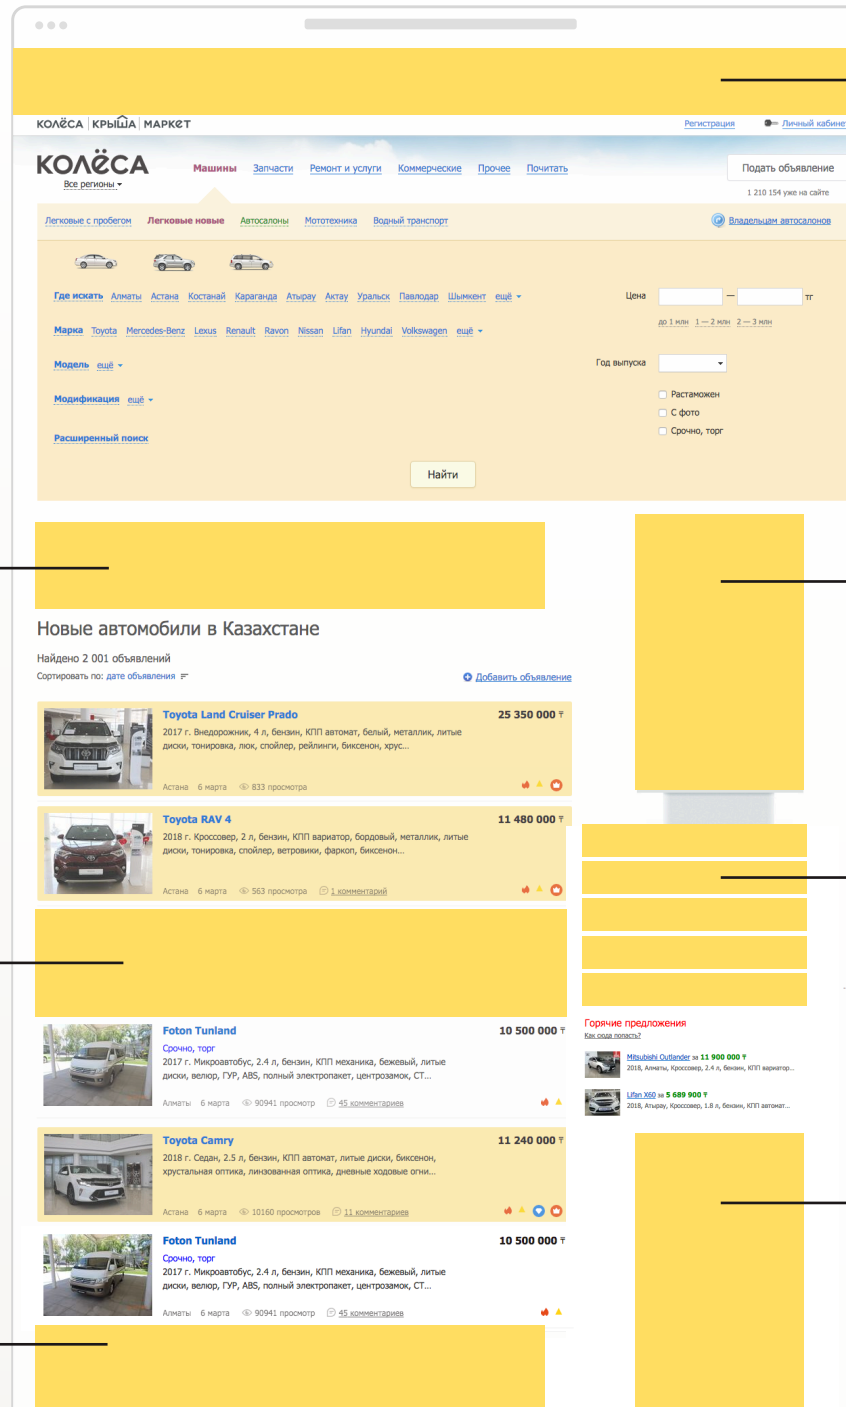 КОЛЁСА КРЫША МАРКЕТ
Регистрация Личный кабинет
КОЛЁСА
Все регионы
Машины Запчасти Ремонт и услуги Коммерческие Прочее Почитать
Подать объявление
1 210 154 уже на сайте
Легковые с пробегом Легковые новые Автосалоны Мототехника Водный транспорт
Владельцам автосалонов
Где искать Алматы Астана Костанай Караганда Атырау Актау Уральск Павлодар Шымкент ещё
Цена — тг
до 1 млн 1 — 2 млн 2 — 3 млн
Марка Toyota Mercedes-Benz Lexus Renault Ravon Nissan Lifan Hyundai Volkswagen ещё
Модель ещё
Год выпуска
Модификация ещё
Растаможен
С фото
Срочно, торг
Расширенный поиск
Найти
Новые автомобили в Казахстане
Найдено 2 001 объявлений
Сортировать по: дате объявления
Добавить объявление
Toyota Land Cruiser Prado 25 350 000 ₸
2017 г. Внедорожник, 4 л, бензин, КПП автомат, белый, металлик, литые
диски, тонировка, люк, спойлер, рейлинги, биксенон, хрус...
Астана 6 марта 833 просмотра
Toyota RAV 4 11 480 000 ₸
2018 г. Кроссовер, 2 л, бензин, КПП вариатор, бордовый, металлик, литые
диски, тонировка, спойлер, ветровики, фаркоп, биксенон...
Астана 6 марта 563 просмотра 1 комментарий
Foton Tunland 10 500 000 ₸
Срочно, торг
2017 г. Микроавтобус, 2.4 л, бензин, КПП механика, бежевый, литые
диски, велюр, ГУР, ABS, полный электропакет, центрозамок, СТ...
Алматы 6 марта 90941 просмотр 45 комментариев
Горячие предложения
Как сюда попасть?
Mitsubishi Outlander за 11 900 000 ₸
2018, Алматы, Кроссовер, 2.4 л, бензин, КПП вариатор...
Lifan X60 за 5 689 900 ₸
2018, Атырау, Кроссовер, 1.8 л, бензин, КПП автомат...
Toyota Camry 11 240 000 ₸
2018 г. Седан, 2.5 л, бензин, КПП автомат, литые диски, биксенон,
хрустальная оптика, линзованная оптика, дневные ходовые огни...
Астана 6 марта 10160 просмотров 11 комментариев
Foton Tunland 10 500 000 ₸
Срочно, торг
2017 г. Микроавтобус, 2.4 л, бензин, КПП механика, бежевый, литые
диски, велюр, ГУР, ABS, полный электропакет, центрозамок, СТ...
Алматы 6 марта 90941 просмотр 45 комментариев